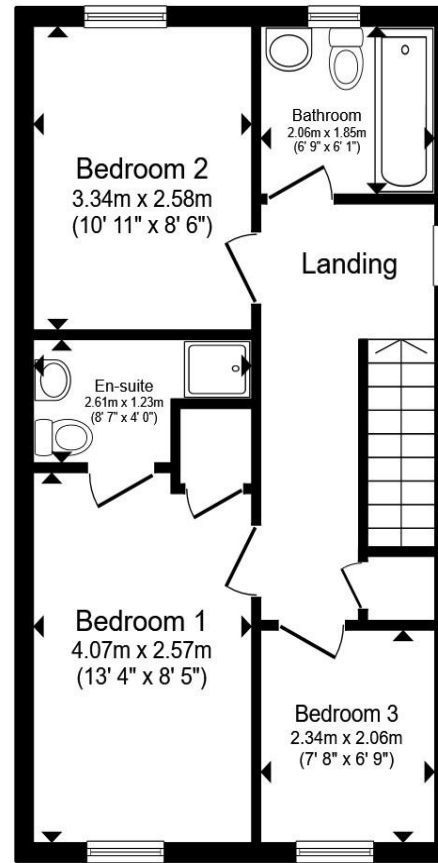 Bathroom
2.06m x 1.85m
(6' 9" x 6' 1")
Bedroom 2
3.34m x 2.58m
(10' 11" x 8' 6")
Landing
En-suite
2.61m x 1.23m
(8' 7" x 4' 0")
Bedroom 1
4.07m x 2.57m
(13' 4" x 8' 5")
Bedroom 3
2.34m x 2.06m
(7' 8" x 6' 9")